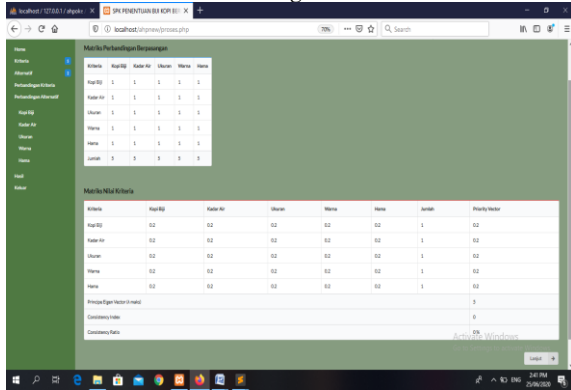 localhost / 127.0.0.1 / ahpoki
SPK PENENTUAN BIJI KOPI
localhost/ahpnew/proses.php
70%
Search
Home
Kriteria
Alternatif
Perbandingan Kriteria
Perbandingan Alternatif
Kopi Biji
Kadar Air
Ukuran
Warna
Hama
Hasil
Keluar
Matriks Perbandingan Berpasangan
Kriteria Kopi Biji Kadar Air Ukuran Warna Hama
Kopi Biji 1 1 1 1 1
Kadar Air 1 1 1 1 1
Ukuran 1 1 1 1 1
Warna 1 1 1 1 1
Hama 1 1 1 1 1
Jumlah 5 5 5 5 5
Matriks Nilai Kriteria
Kriteria Kopi Biji Kadar Air Ukuran Warna Hama Jumlah Priority Vector
Kopi Biji 0.2 0.2 0.2 0.2 0.2 1 0.2
Kadar Air 0.2 0.2 0.2 0.2 0.2 1 0.2
Ukuran 0.2 0.2 0.2 0.2 0.2 1 0.2
Warna 0.2 0.2 0.2 0.2 0.2 1 0.2
Hama 0.2 0.2 0.2 0.2 0.2 1 0.2
Principe Eigen Vector (λ maks) 5
Consistency Index 0
Consistency Ratio 0 %
Activate Windows
Lanjut
ENG
2:41 PM
25/06/2020